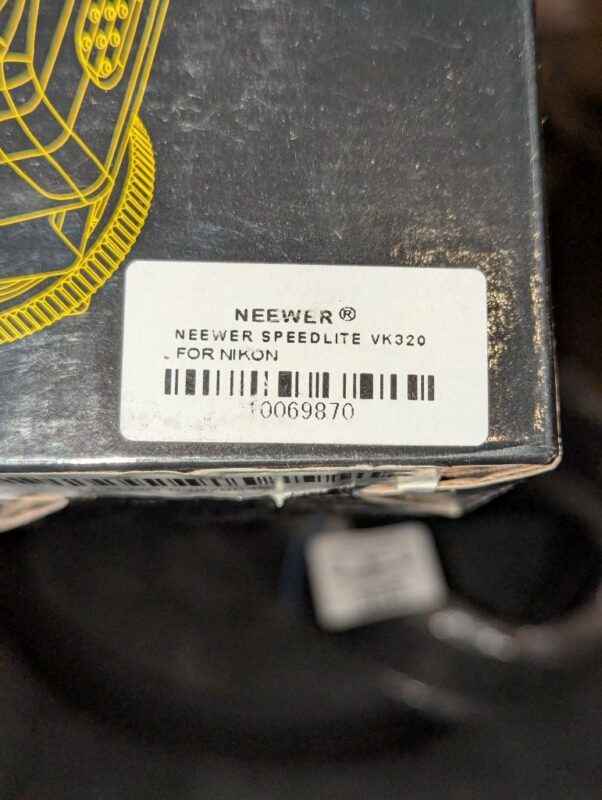 NEEWER®
NEEWER SPEEDLITE VK320
FOR NIKON
10069870